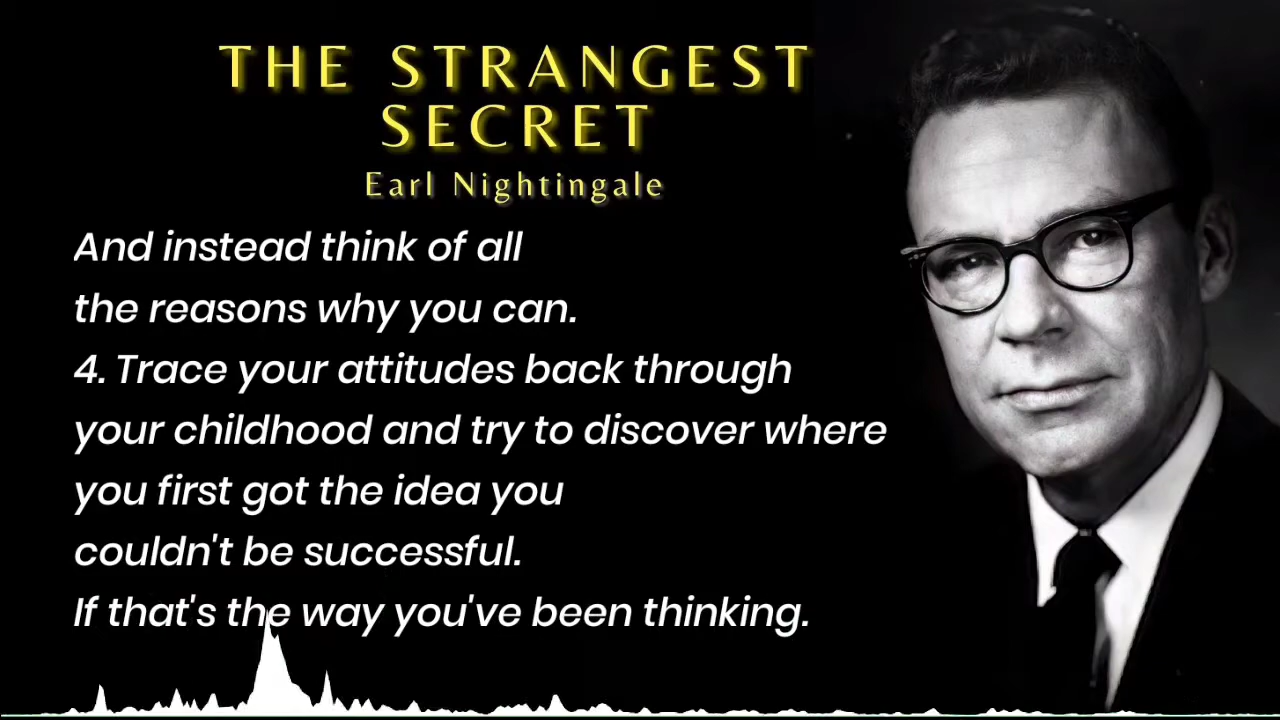 THE STRANGEST
SECRET
Earl Nightingale
And instead think of all
the reasons why you can.
4. Trace your attitudes back through
your childhood and try to discover where
you first got the idea you
couldn't be successful.
If that's the way you've been thinking.